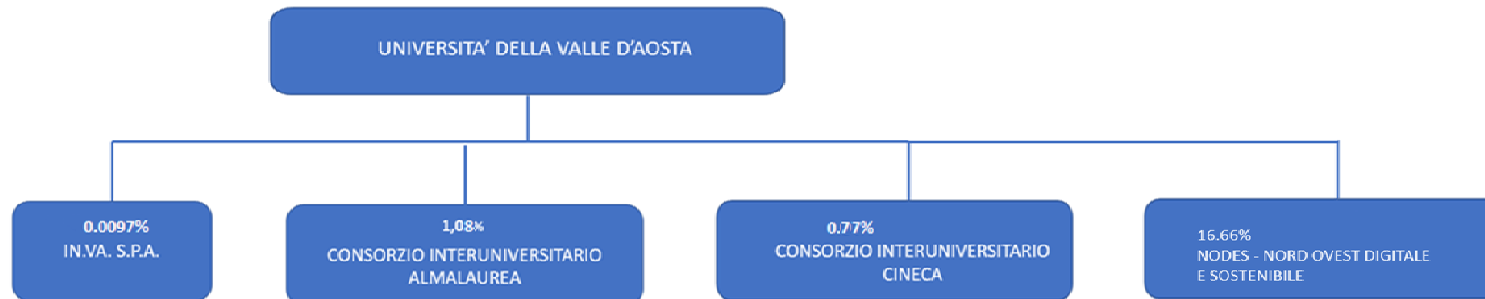 UNIVERSITA' DELLA VALLE D'AOSTA
0.0097%
IN.VA. S.P.A.
1,08%
CONSORZIO INTERUNIVERSITARIO
ALMALAUREA
0.77%
CONSORZIO INTERUNIVERSITARIO
CINECA
16.66%
NODES - NORD OVEST DIGITALE
E SOSTENIBILE